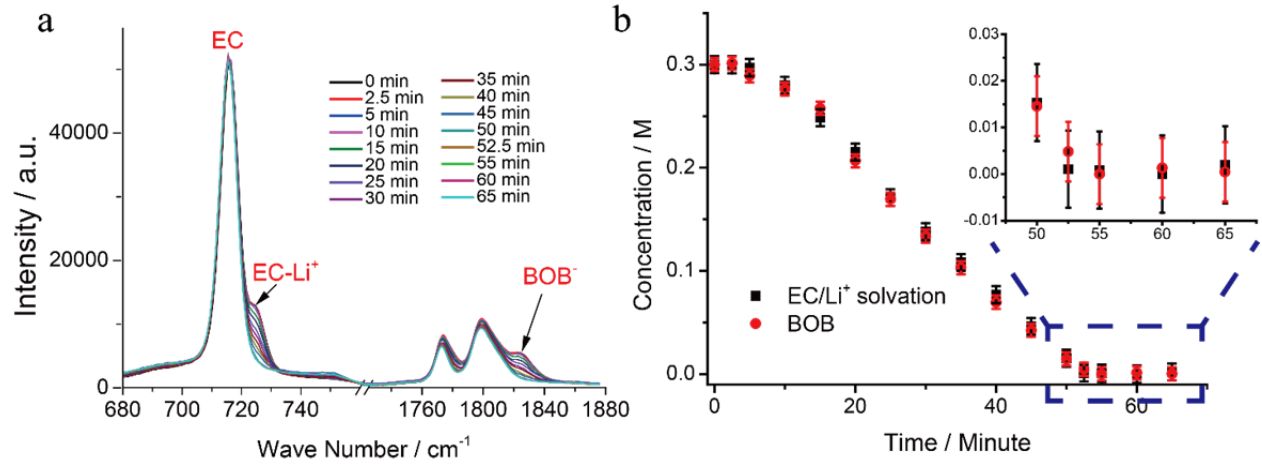 a
EC
EC-Li⁺
BOB⁻
0 min
2.5 min
5 min
10 min
15 min
20 min
25 min
30 min
35 min
40 min
45 min
50 min
52.5 min
55 min
60 min
65 min
Intensity / a.u.
40000
20000
0
680 700 720 740 1760 1800 1840 1880
Wave Number / cm⁻¹
b
Concentration / M
0.3
0.2
0.1
0.0
EC/Li⁺ solvation
BOB
0 20 40 60
Time / Minute
0.03
0.02
0.01
0.00
-0.01
50 55 60 65